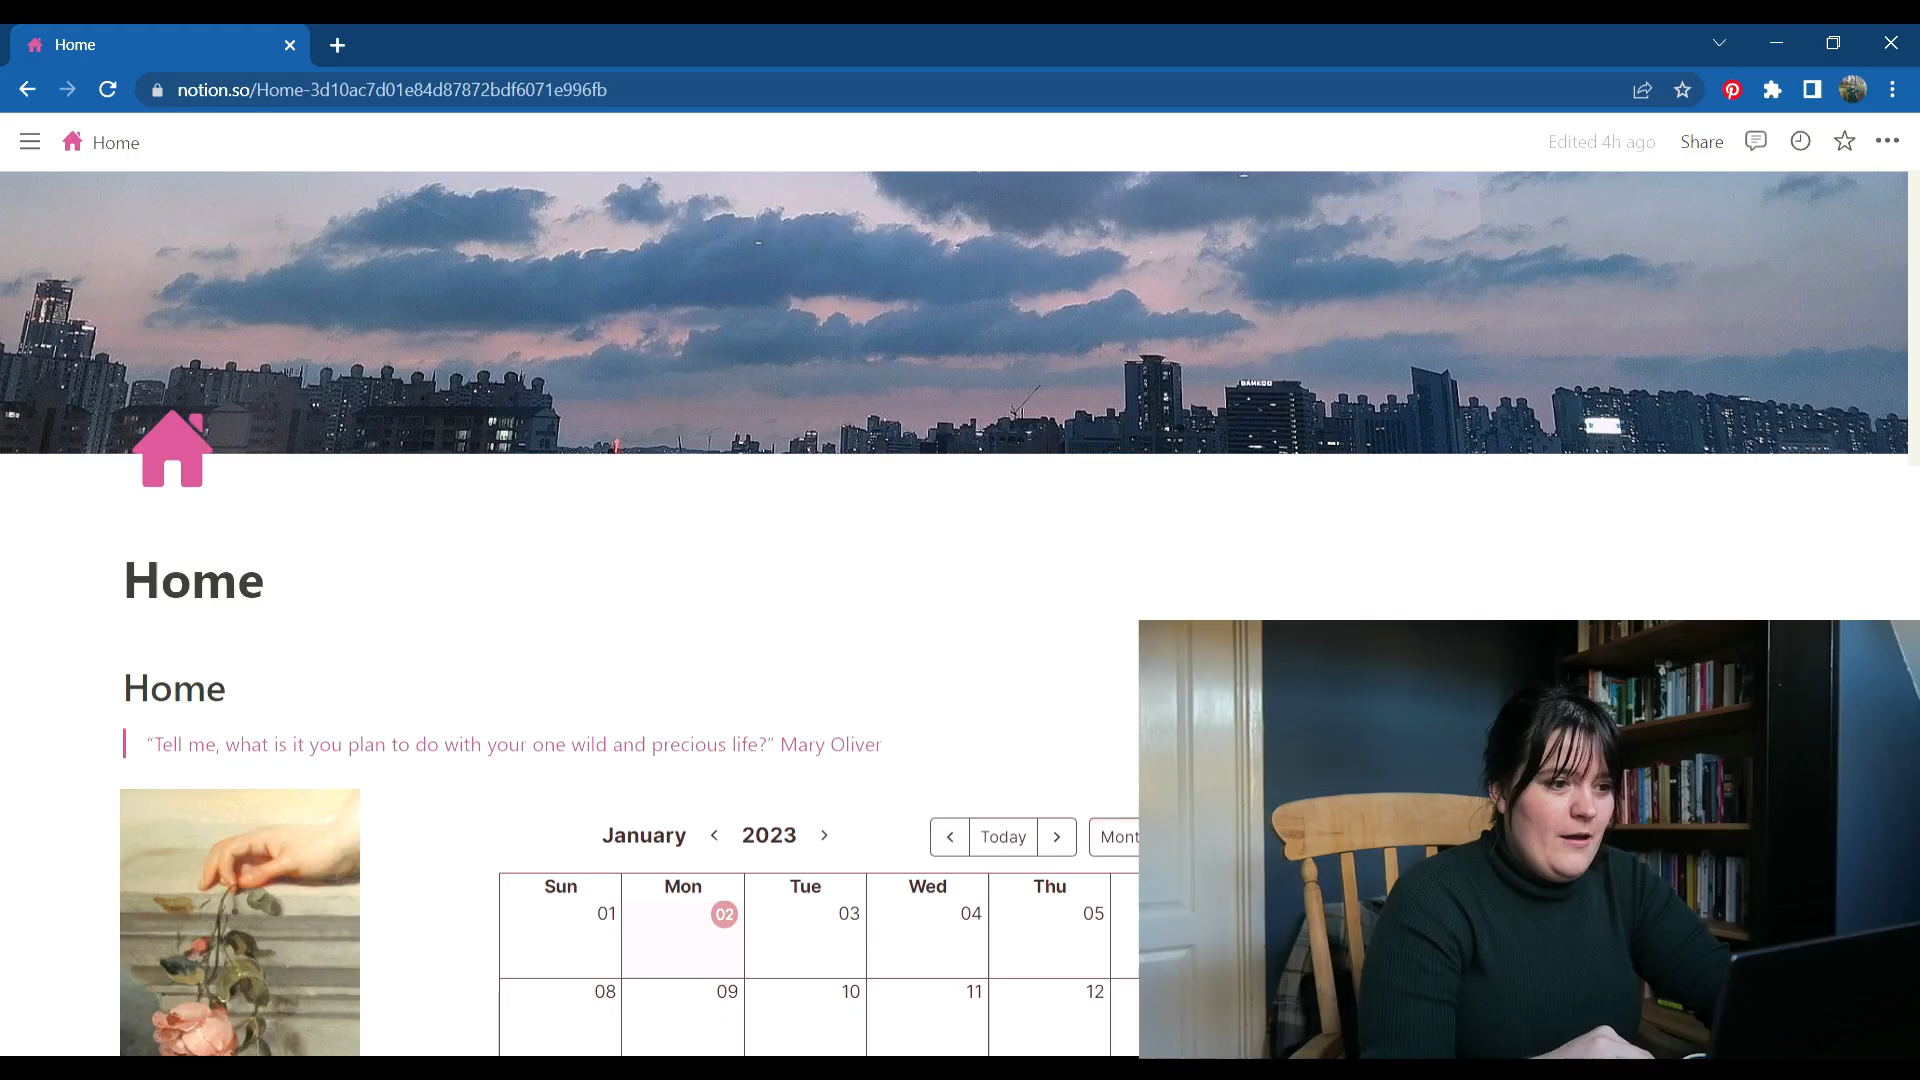 Home
notion.so/Home-3d10ac7d01e84d87872bdf6071e996fb
Home
Edited 4h ago
Share
BAMKOO
Home
Home
“Tell me, what is it you plan to do with your one wild and precious life?” Mary Oliver
January 2023
Today
Mont
Sun Mon Tue Wed Thu
01 02 03 04 05
08 09 10 11 12